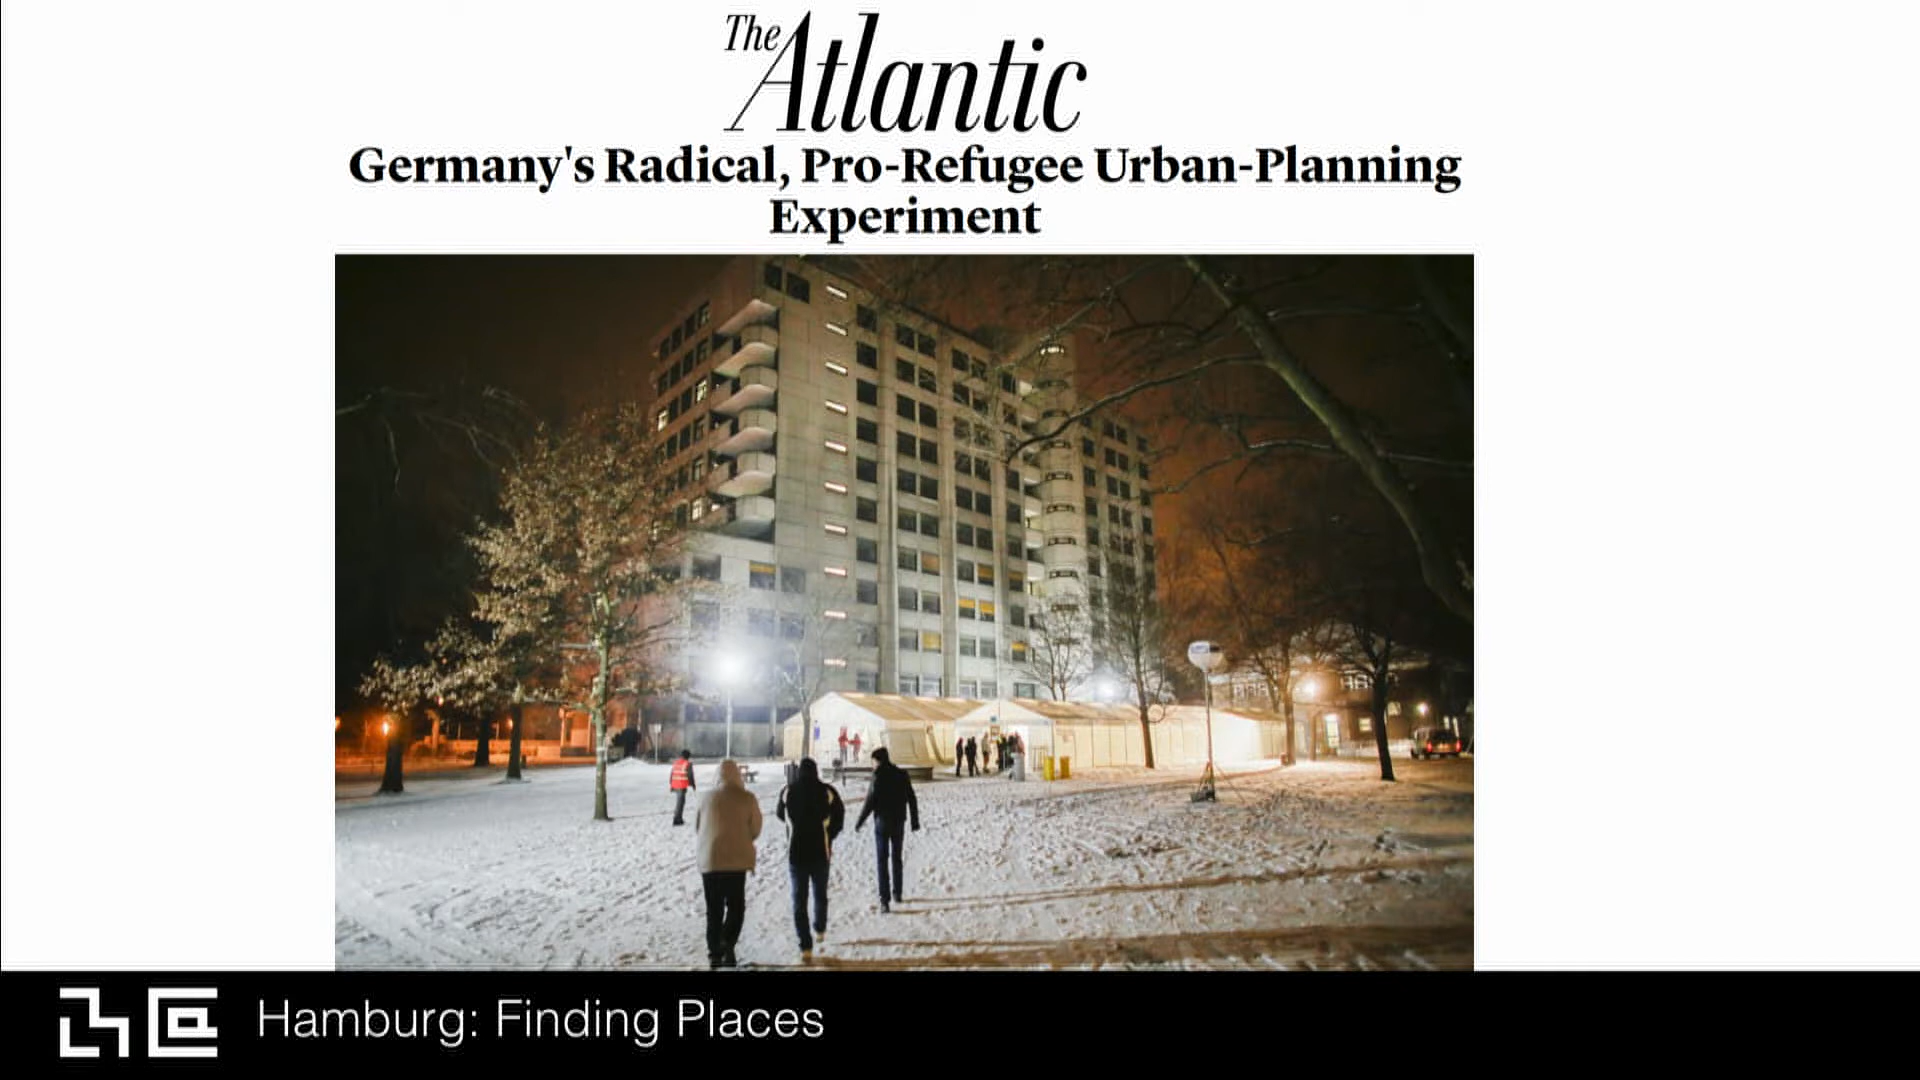 The Atlantic
Germany's Radical, Pro-Refugee Urban-Planning
Experiment
Hamburg: Finding Places